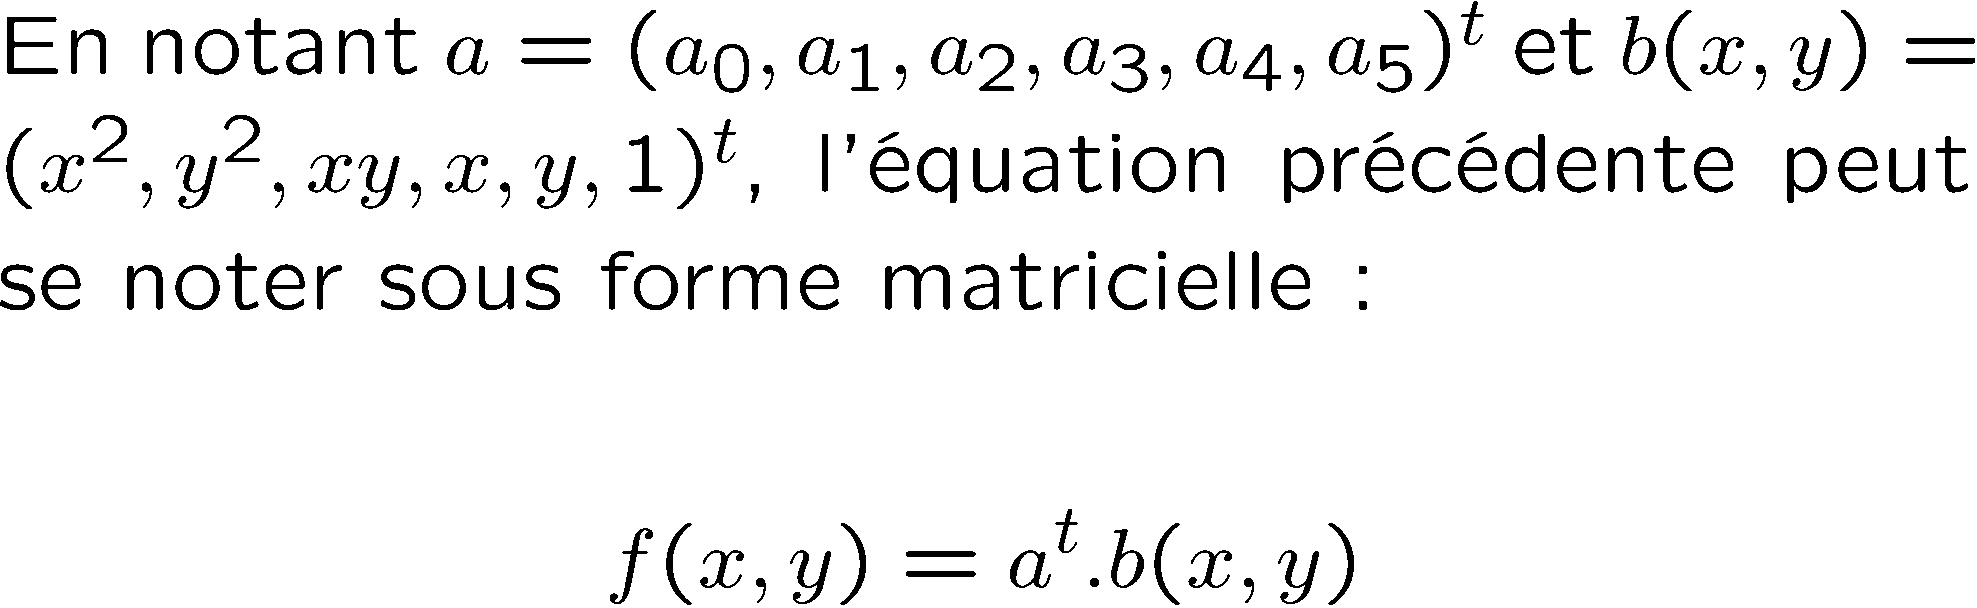 En notant a = (a₀, a₁, a₂, a₃, a₄, a₅)ᵗ et b(x, y) =
(x², y², xy, x, y, 1)ᵗ, l'équation précédente peut
se noter sous forme matricielle :
f(x, y) = aᵗ.b(x, y)